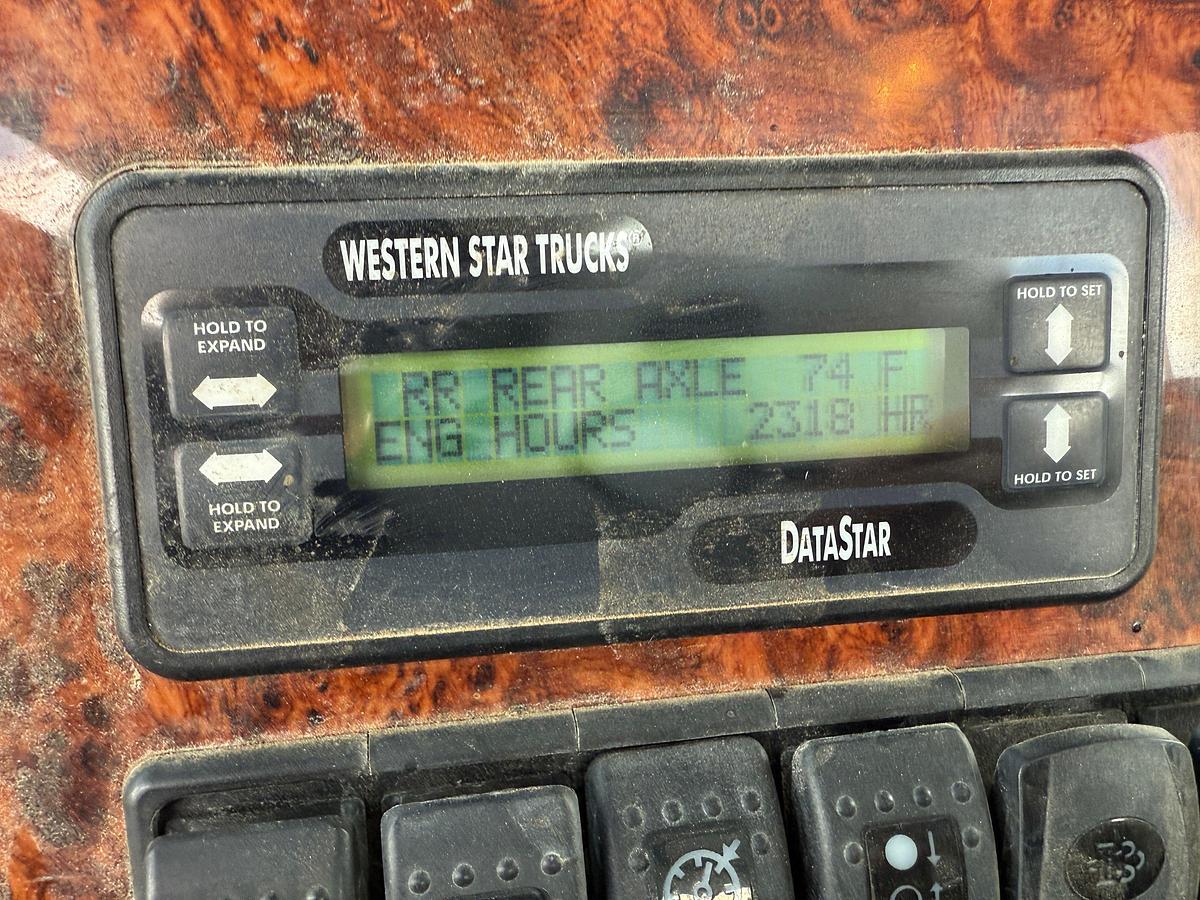 WESTERN STAR TRUCKS®
HOLD TO
EXPAND
HOLD TO SET
RR REAR AXLE 74 F
ENG HOURS 2318 HR
HOLD TO
EXPAND
HOLD TO SET
DATASTAR